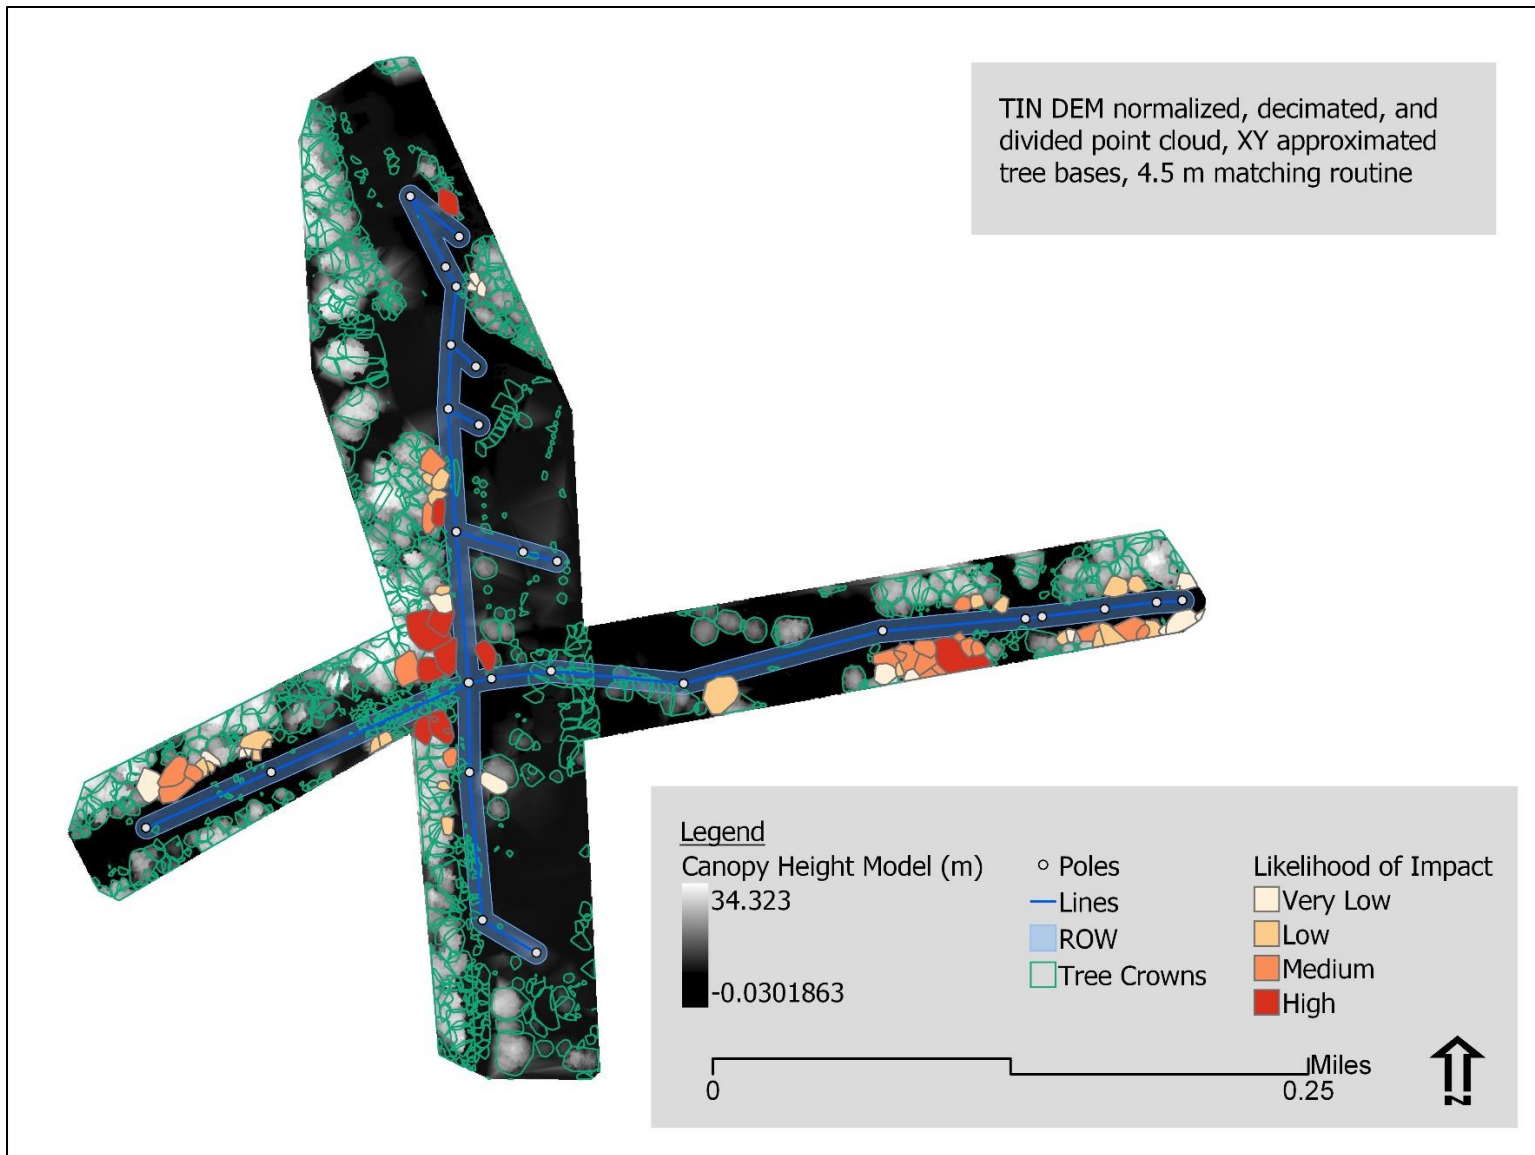 TIN DEM normalized, decimated, and
divided point cloud, XY approximated
tree bases, 4.5 m matching routine
Legend
Canopy Height Model (m)
34.323
-0.0301863
Poles
Lines
ROW
Tree Crowns
Likelihood of Impact
Very Low
Low
Medium
High
Miles
0
0.25
N